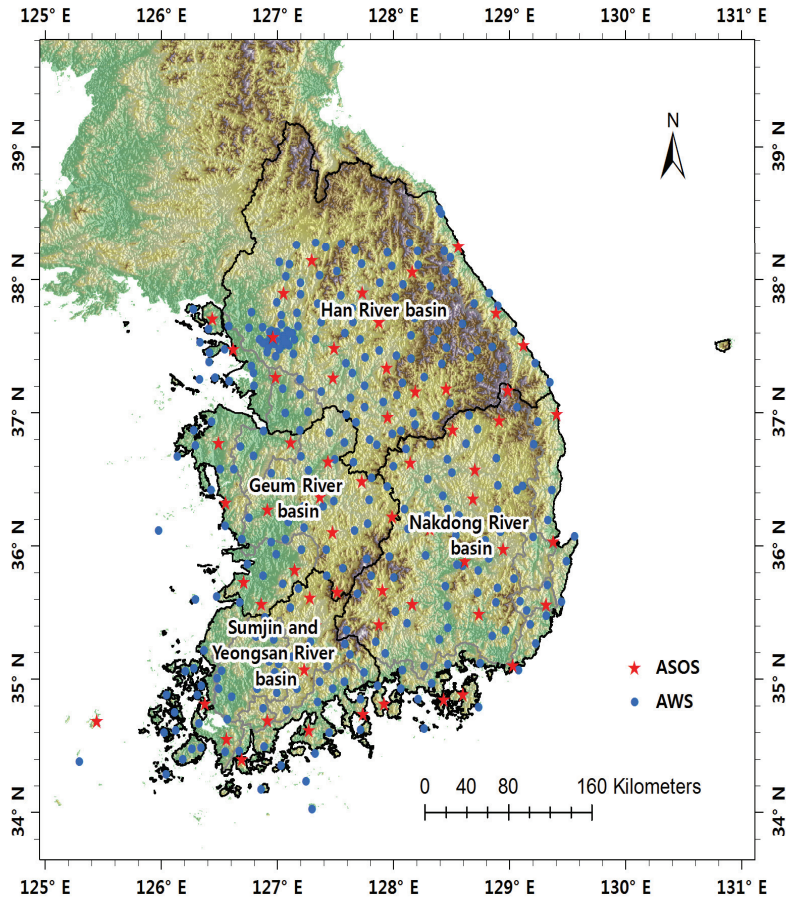 125° E 126° E 127° E 128° E 129° E 130° E 131° E
39° N
38° N
37° N
36° N
35° N
34° N
N
Han River basin
Geum River
basin
Nakdong River
basin
Sumjin and
Yeongsan River
basin
ASOS
AWS
0 40 80 160 Kilometers
39° N
38° N
37° N
36° N
35° N
34° N
125° E 126° E 127° E 128° E 129° E 130° E 131° E